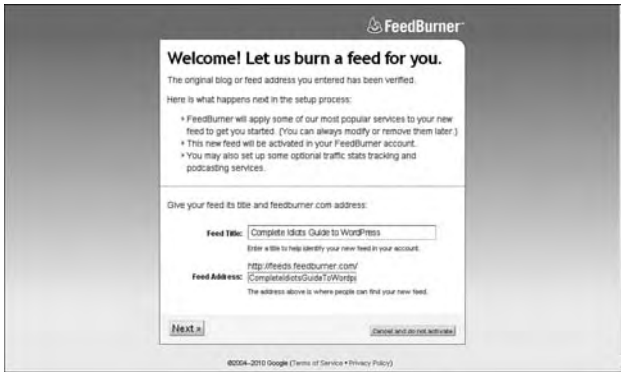 FeedBurner™
Welcome! Let us burn a feed for you.
The original blog or feed address you entered has been verified.
Here is what happens next in the setup process:
FeedBurner will apply some of our most popular services to your new
feed to get you started. (You can always modify or remove them later.)
This new feed will be activated in your FeedBurner account.
You may also set up some optional traffic stats tracking and
podcasting services.
Give your feed its title and feedburner.com address:
Feed Title: Complete Idiots Guide to WordPress
Enter a title to help identify your new feed in your account.
http://feeds.feedburner.com/
Feed Address: CompleteIdiotsGuideToWordp
The address above is where people can find your new feed.
Next »
Cancel and do not activate
©2004–2010 Google (Terms of Service • Privacy Policy)